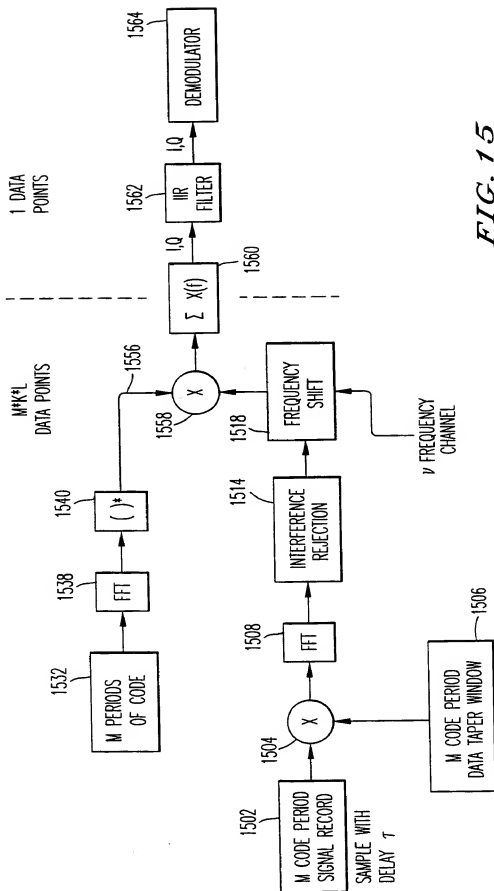 M*K*L
DATA POINTS
1 DATA
POINTS
1532
M PERIODS
OF CODE
1538
FFT
1540
( )*
1556
X
1558
Σ X(f)
1560
I,Q
1562
IIR
FILTER
I,Q
1564
DEMODULATOR
1502
M CODE PERIOD
SIGNAL RECORD
SAMPLE WITH
DELAY τ
1504
X
1508
FFT
1514
INTERFERENCE
REJECTION
1518
FREQUENCY
SHIFT
ν FREQUENCY
CHANNEL
1506
M CODE PERIOD
DATA TAPER WINDOW
FIG. 15